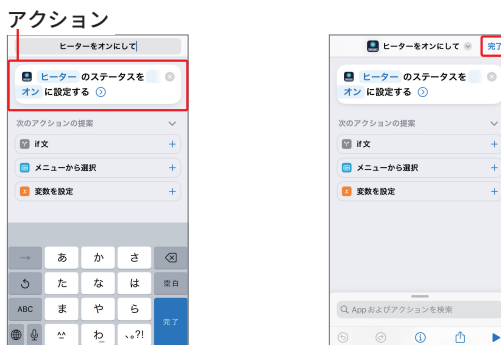 アクション
ヒーターをオンにして
ヒーター のステータスを
オン に設定する
次のアクションの提案
if文
メニューから選択
変数を設定
→
あ
か
さ
た
な
は
空白
ABC
ま
や
ら
完了
^^
わ
、。?!
ヒーターをオンにして
完了
ヒーター のステータスを
オン に設定する
次のアクションの提案
if文
メニューから選択
変数を設定
Appおよびアクションを検索